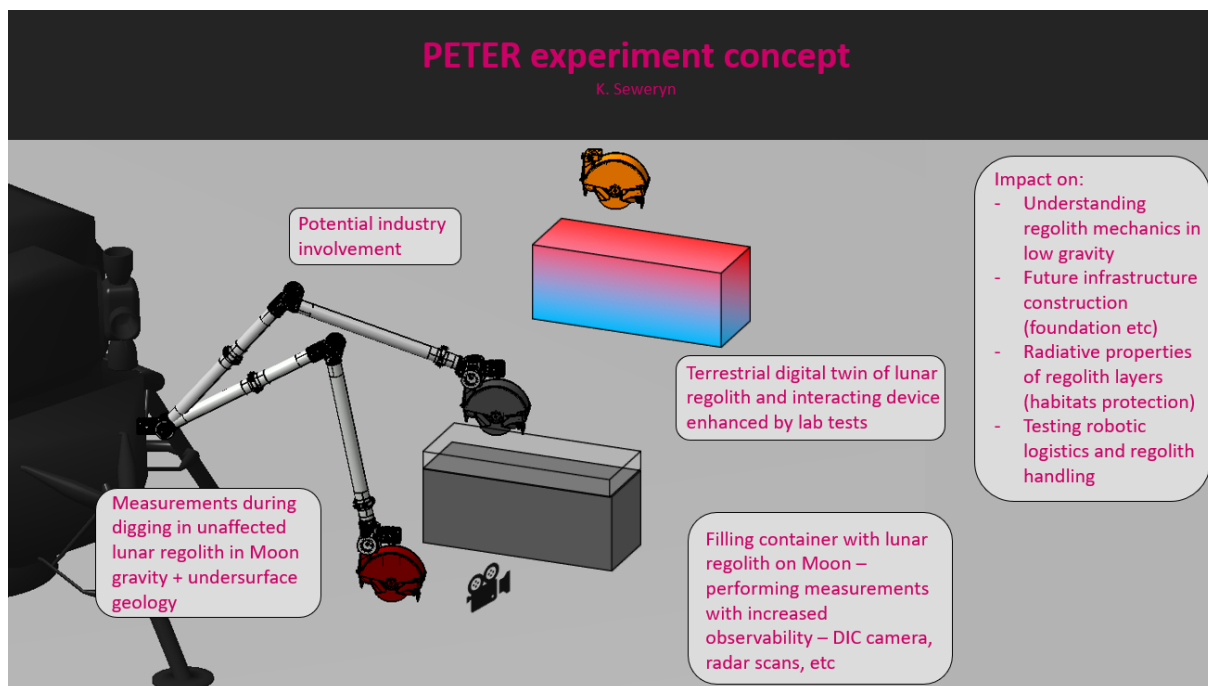 PETER experiment concept
K. Seweryn
Potential industry
involvement
Impact on:
- Understanding
regolith mechanics in
low gravity
- Future infrastructure
construction
(foundation etc)
- Radiative properties
of regolith layers
(habitats protection)
- Testing robotic
logistics and regolith
handling
Terrestrial digital twin of lunar
regolith and interacting device
enhanced by lab tests
Measurements during
digging in unaffected
lunar regolith in Moon
gravity + undersurface
geology
Filling container with lunar
regolith on Moon –
performing measurements
with increased
observability – DIC camera,
radar scans, etc